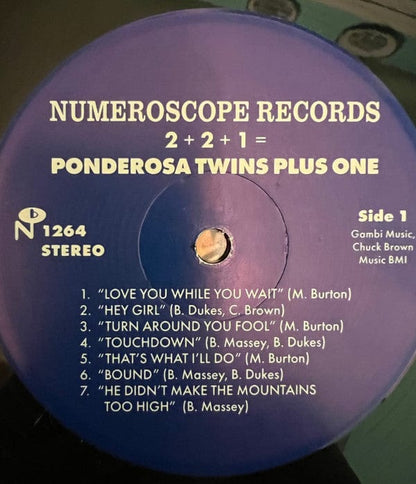 NUMEROSCOPE RECORDS
2 + 2 + 1 =
PONDEROSA TWINS PLUS ONE
N 1264
STEREO
Side 1
Gambi Music,
Chuck Brown
Music BMI
1. "LOVE YOU WHILE YOU WAIT" (M. Burton)
2. "HEY GIRL" (B. Dukes, C. Brown)
3. "TURN AROUND YOU FOOL" (M. Burton)
4. "TOUCHDOWN" (B. Massey, B. Dukes)
5. "THAT'S WHAT I'LL DO" (M. Burton)
6. "BOUND" (B. Massey, B. Dukes)
7. "HE DIDN'T MAKE THE MOUNTAINS
TOO HIGH" (B. Massey)